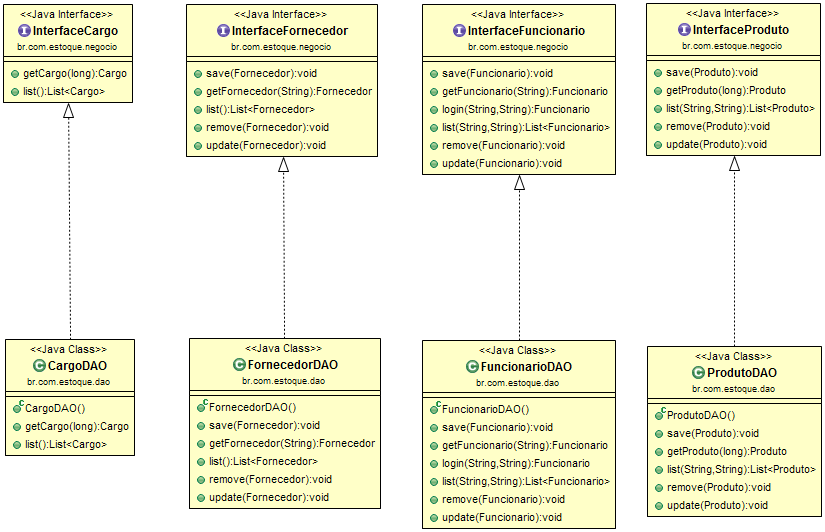 <<Java Interface>>
InterfaceCargo
br.com.estoque.negocio
getCargo(long):Cargo
list():List<Cargo>
<<Java Interface>>
InterfaceFornecedor
br.com.estoque.negocio
save(Fornecedor):void
getFornecedor(String):Fornecedor
list():List<Fornecedor>
remove(Fornecedor):void
update(Fornecedor):void
<<Java Interface>>
InterfaceFuncionario
br.com.estoque.negocio
save(Funcionario):void
getFuncionario(String):Funcionario
login(String,String):Funcionario
list(String,String):List<Funcionario>
remove(Funcionario):void
update(Funcionario):void
<<Java Interface>>
InterfaceProduto
br.com.estoque.negocio
save(Produto):void
getProduto(long):Produto
list(String,String):List<Produto>
remove(Produto):void
update(Produto):void
<<Java Class>>
CargoDAO
br.com.estoque.dao
CargoDAO()
getCargo(long):Cargo
list():List<Cargo>
<<Java Class>>
FornecedorDAO
br.com.estoque.dao
FornecedorDAO()
save(Fornecedor):void
getFornecedor(String):Fornecedor
list():List<Fornecedor>
remove(Fornecedor):void
update(Fornecedor):void
<<Java Class>>
FuncionarioDAO
br.com.estoque.dao
FuncionarioDAO()
save(Funcionario):void
getFuncionario(String):Funcionario
login(String,String):Funcionario
list(String,String):List<Funcionario>
remove(Funcionario):void
update(Funcionario):void
<<Java Class>>
ProdutoDAO
br.com.estoque.dao
ProdutoDAO()
save(Produto):void
getProduto(long):Produto
list(String,String):List<Produto>
remove(Produto):void
update(Produto):void